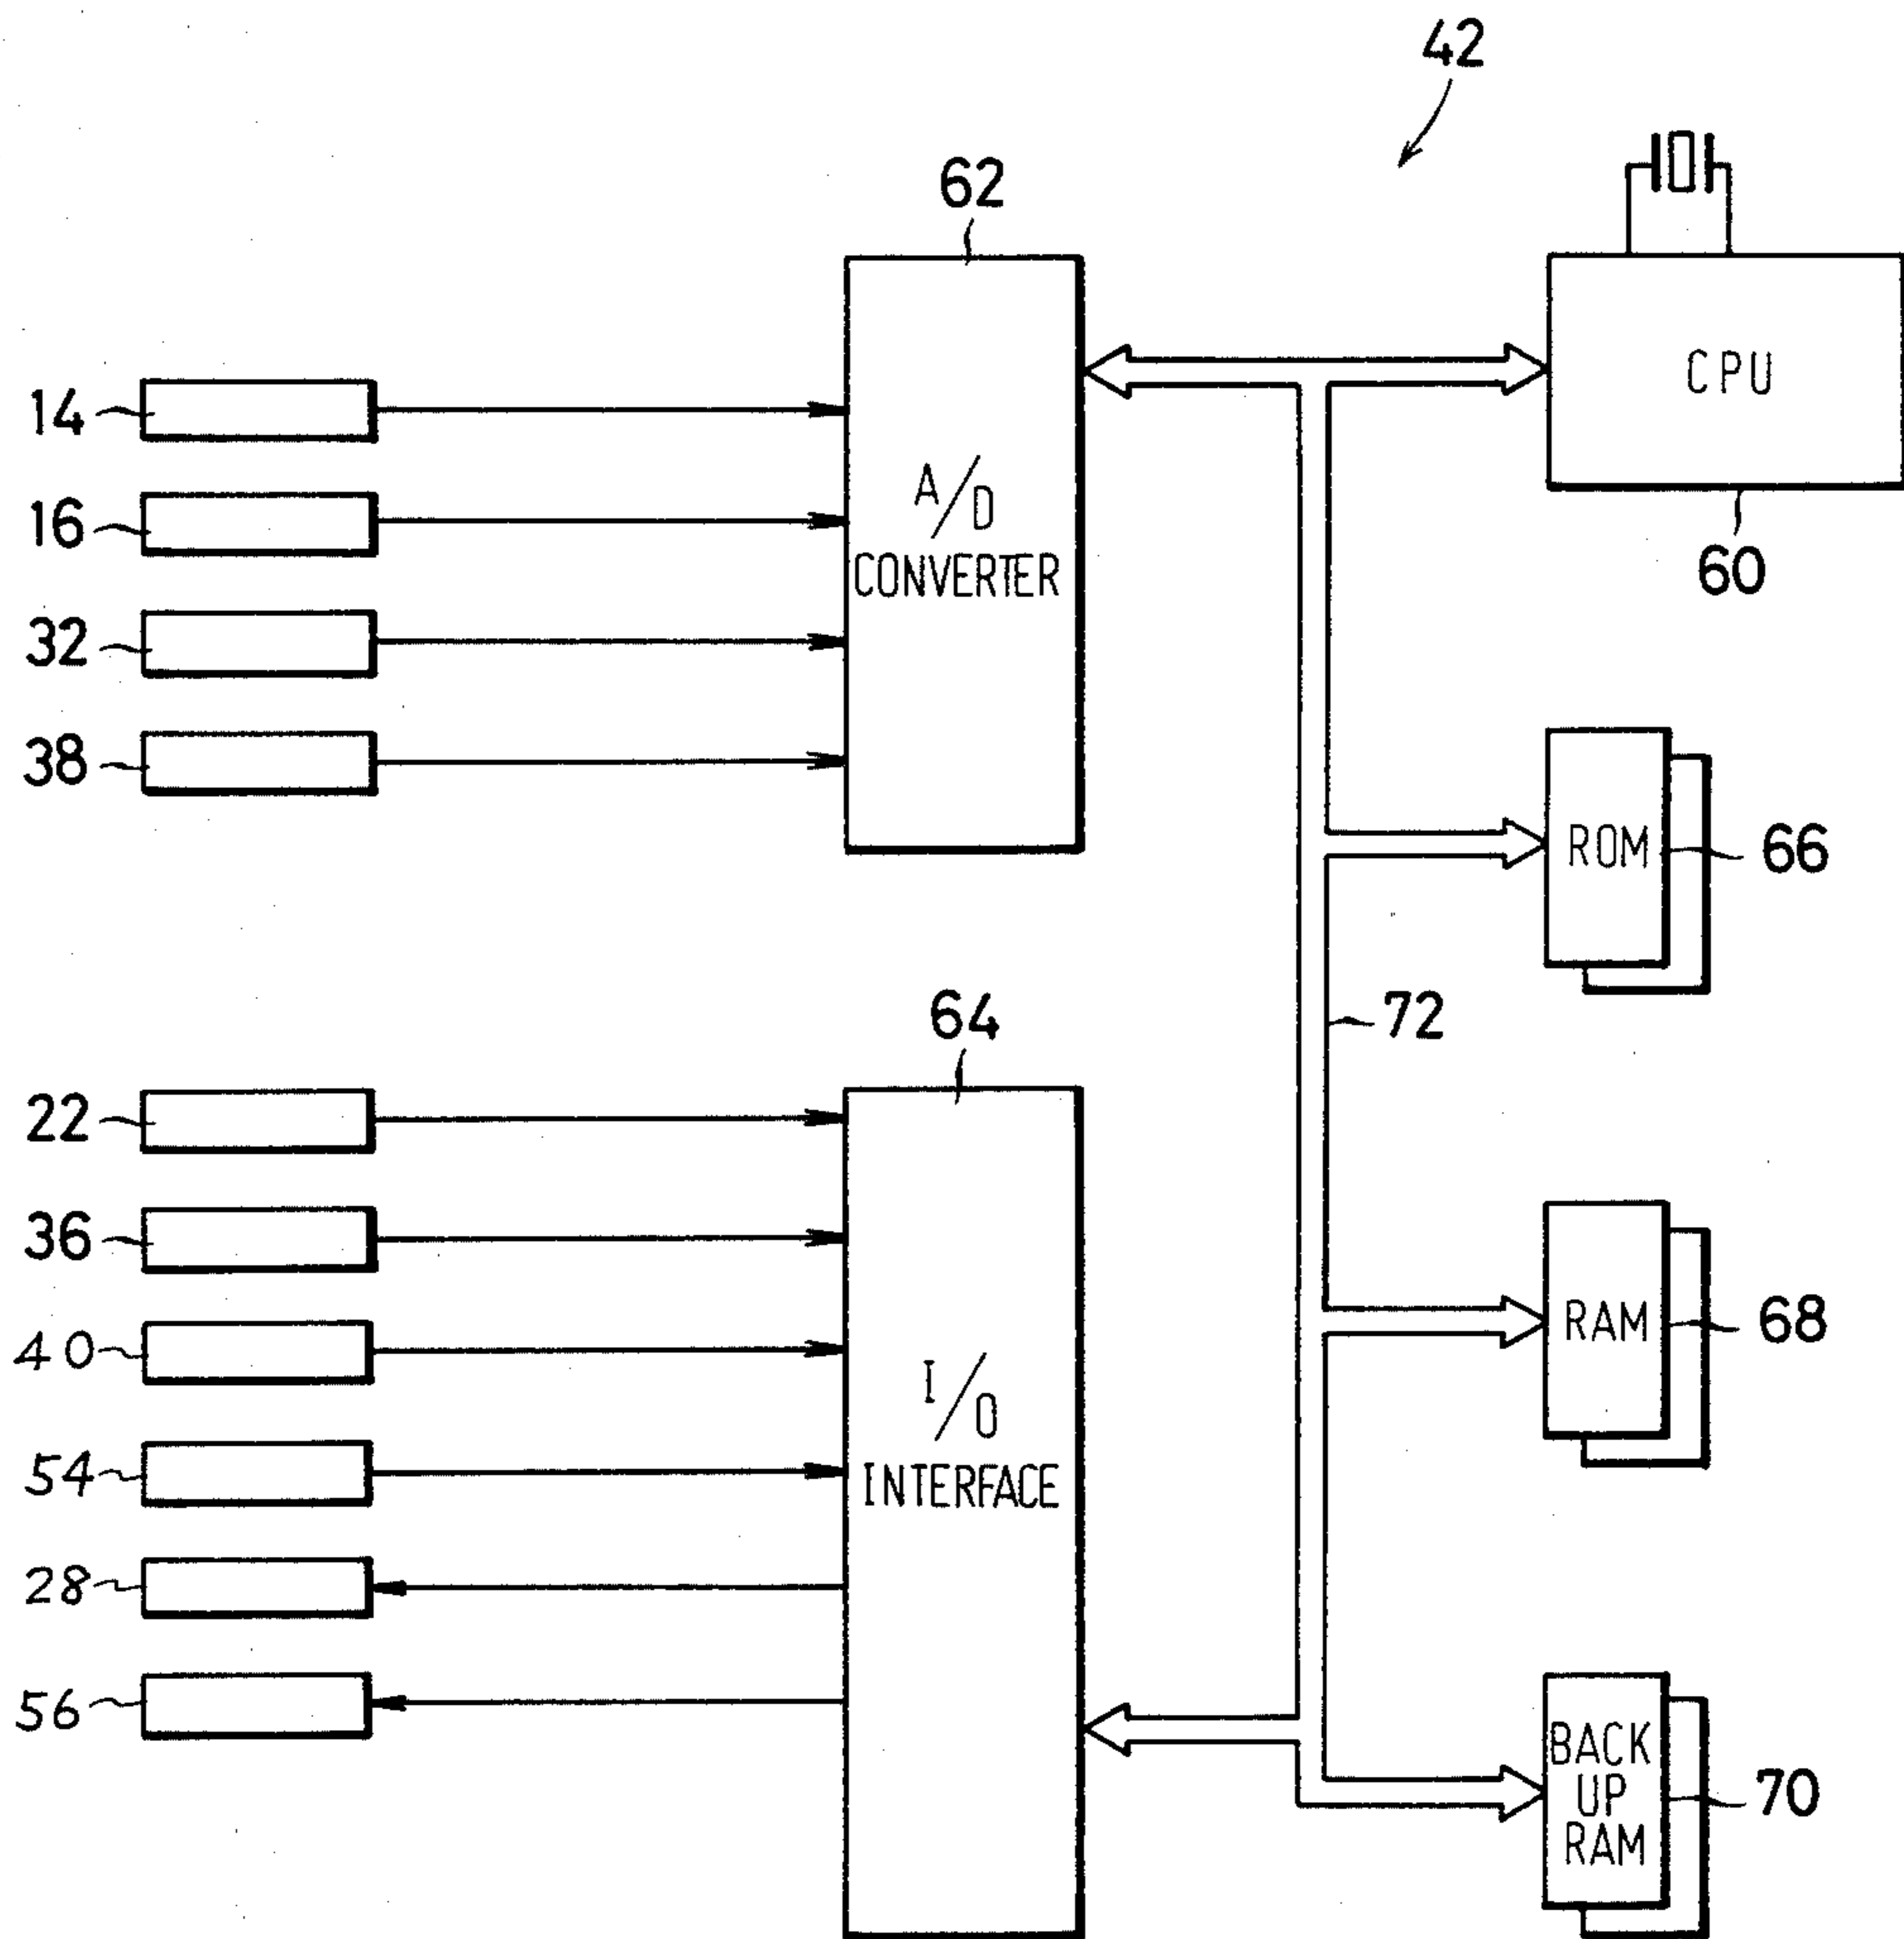 42
62
14
16
32
38
A/D
CONVERTER
CPU
60
ROM
66
72
64
22
36
40
54
28
56
I/O
INTERFACE
RAM
68
BACK
UP
RAM
70